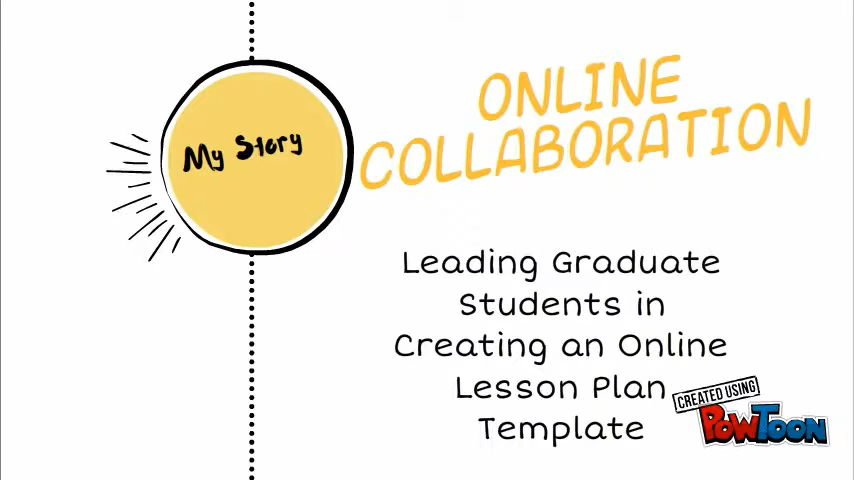 My Story
ONLINE
COLLABORATION
Leading Graduate
Students in
Creating an Online
Lesson Plan
Template
CREATED USING
POWTOON